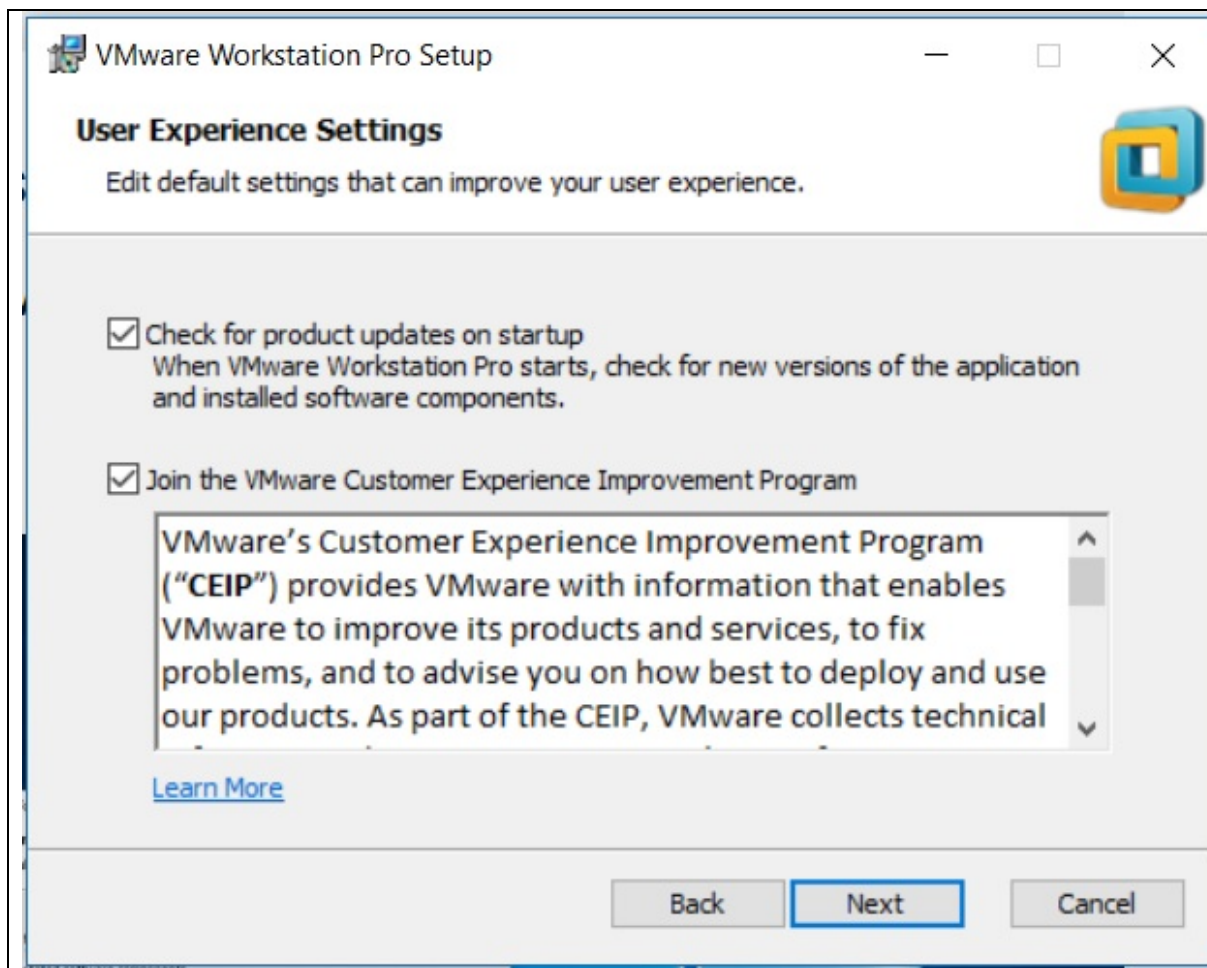 VMware Workstation Pro Setup
User Experience Settings
Edit default settings that can improve your user experience.
Check for product updates on startup
When VMware Workstation Pro starts, check for new versions of the application
and installed software components.
Join the VMware Customer Experience Improvement Program
VMware’s Customer Experience Improvement Program
(“CEIP”) provides VMware with information that enables
VMware to improve its products and services, to fix
problems, and to advise you on how best to deploy and use
our products. As part of the CEIP, VMware collects technical
Learn More
Back Next Cancel